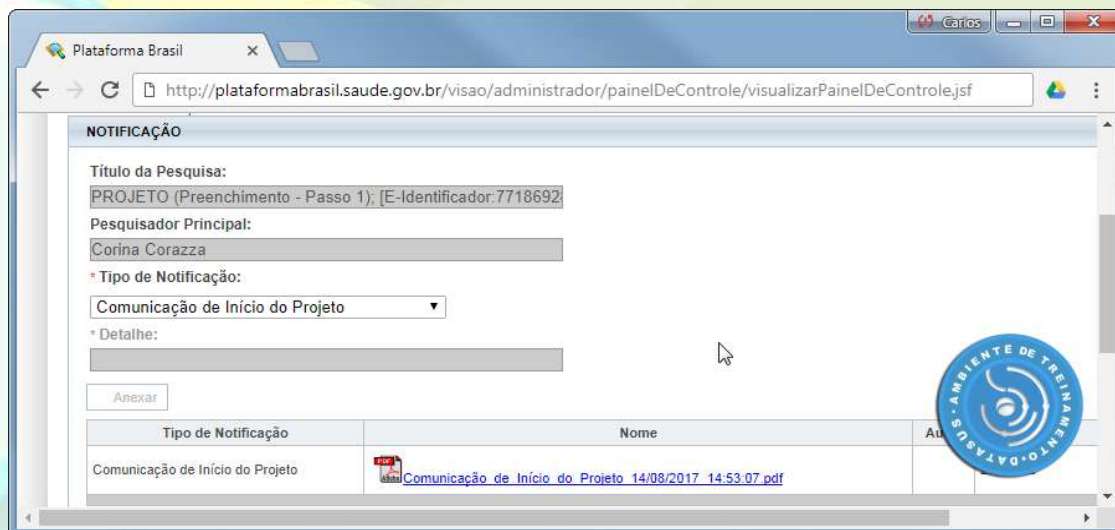 Carlos
Plataforma Brasil
http://plataformabrasil.saude.gov.br/visao/administrador/painelDeControle/visualizarPainelDeControle.jsf
NOTIFICAÇÃO
Título da Pesquisa:
PROJETO (Preenchimento - Passo 1); [E-Identificador:7718692
Pesquisador Principal:
Corina Corazza
* Tipo de Notificação:
Comunicação de Início do Projeto
* Detalhe:
Anexar
AMBIENTE DE TREINAMENTO
DATASUS
Tipo de Notificação Nome Au
Comunicação de Início do Projeto Comunicação_de_Início_do_Projeto_14/08/2017_14:53:07.pdf